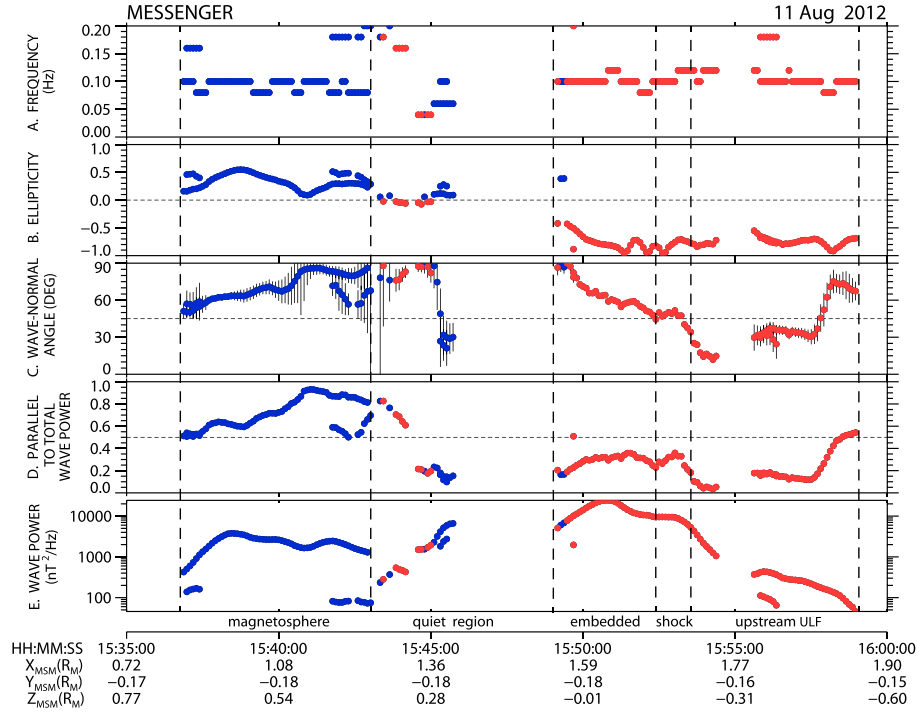 MESSENGER 11 Aug 2012
A. FREQUENCY
(Hz)
0.20
0.15
0.10
0.05
0.00
B. ELLIPTICITY
1.0
0.5
0.0
−0.5
−1.0
C. WAVE-NORMAL
ANGLE (DEG)
90
60
30
0
D. PARALLEL
TO TOTAL
WAVE POWER
1.0
0.8
0.6
0.4
0.2
0.0
E. WAVE POWER
(nT²/Hz)
10000
1000
100
magnetosphere quiet region embedded shock upstream ULF
HH:MM:SS 15:35:00 15:40:00 15:45:00 15:50:00 15:55:00 16:00:00
X_MSM(R_M) 0.72 1.08 1.36 1.59 1.77 1.90
Y_MSM(R_M) −0.17 −0.18 −0.18 −0.18 −0.16 −0.15
Z_MSM(R_M) 0.77 0.54 0.28 −0.01 −0.31 −0.60